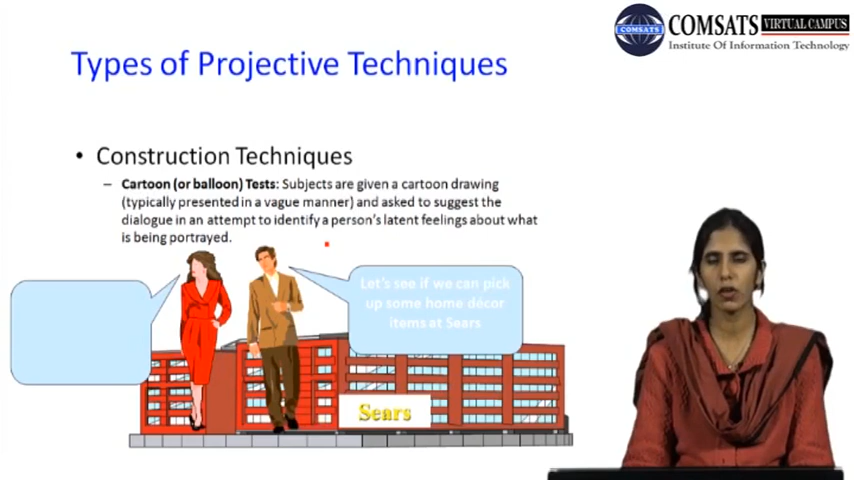 COMSATS VIRTUAL CAMPUS
COMSATS
Institute Of Information Technology
Types of Projective Techniques
• Construction Techniques
– Cartoon (or balloon) Tests: Subjects are given a cartoon drawing
(typically presented in a vague manner) and asked to suggest the
dialogue in an attempt to identify a person's latent feelings about what
is being portrayed.
Let's see if we can pick
up some home décor
items at Sears
Sears